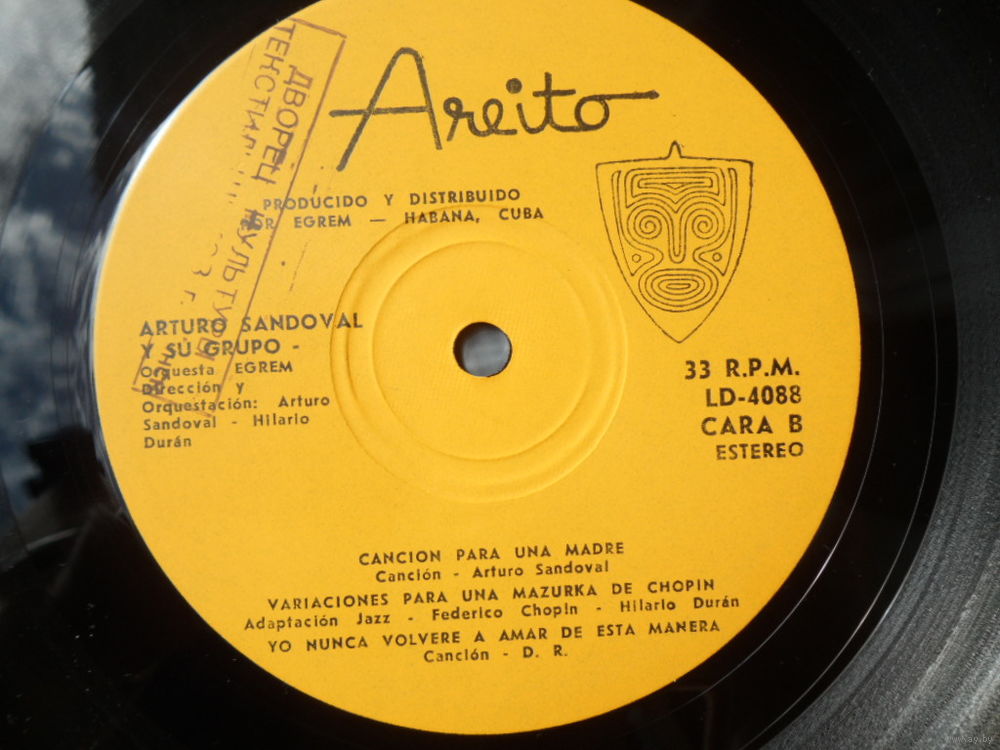 Areito
PRODUCIDO Y DISTRIBUIDO
POR EGREM — HABANA, CUBA
ДВОРЕЦ КУЛЬТУРЫ
ARTURO SANDOVAL
Y SU GRUPO -
Orquesta EGREM
Dirección y
Orquestación: Arturo
Sandoval - Hilario
Durán
33 R.P.M.
LD-4088
CARA B
ESTEREO
CANCION PARA UNA MADRE
Canción - Arturo Sandoval
VARIACIONES PARA UNA MAZURKA DE CHOPIN
Adaptación Jazz - Federico Chopin - Hilario Durán
YO NUNCA VOLVERE A AMAR DE ESTA MANERA
Canción - D. R.